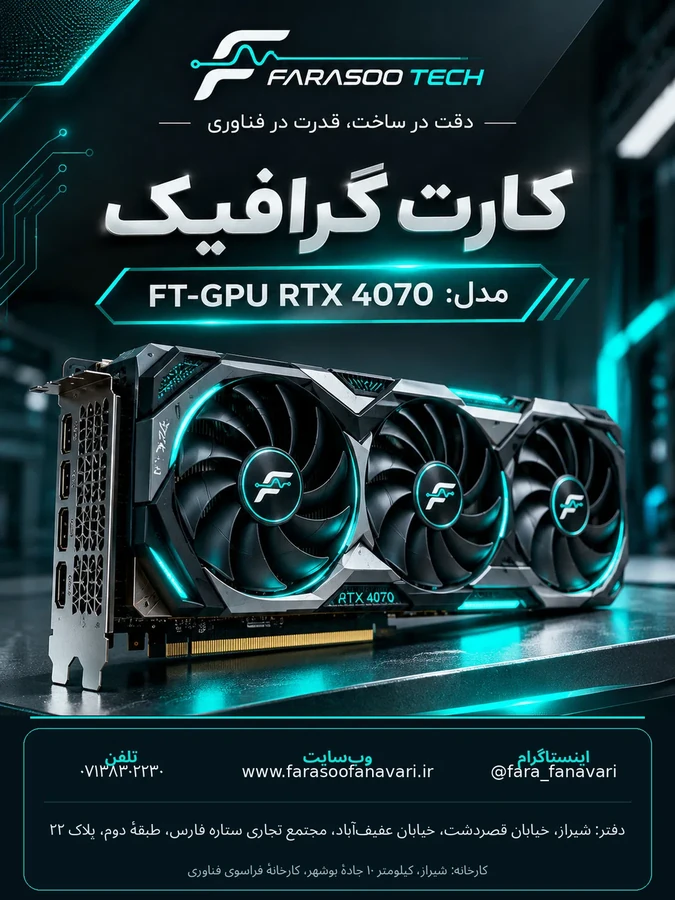 FARASOO TECH
دقت در ساخت، قدرت در فناوری
کارت گرافیک
مدل: FT-GPU RTX 4070
RTX 4070
اینستاگرام
@fara_fanavari
وب‌سایت
www.farasoofanavari.ir
تلفن
۰۷۱۳۸۳۰۲۲۳۰
دفتر: شیراز، خیابان قصردشت، خیابان عفیف‌آباد، مجتمع تجاری ستاره فارس، طبقهٔ دوم، پلاک ۲۲
کارخانه: شیراز، کیلومتر ۱۰ جادهٔ بوشهر، کارخانهٔ فراسوی فناوری